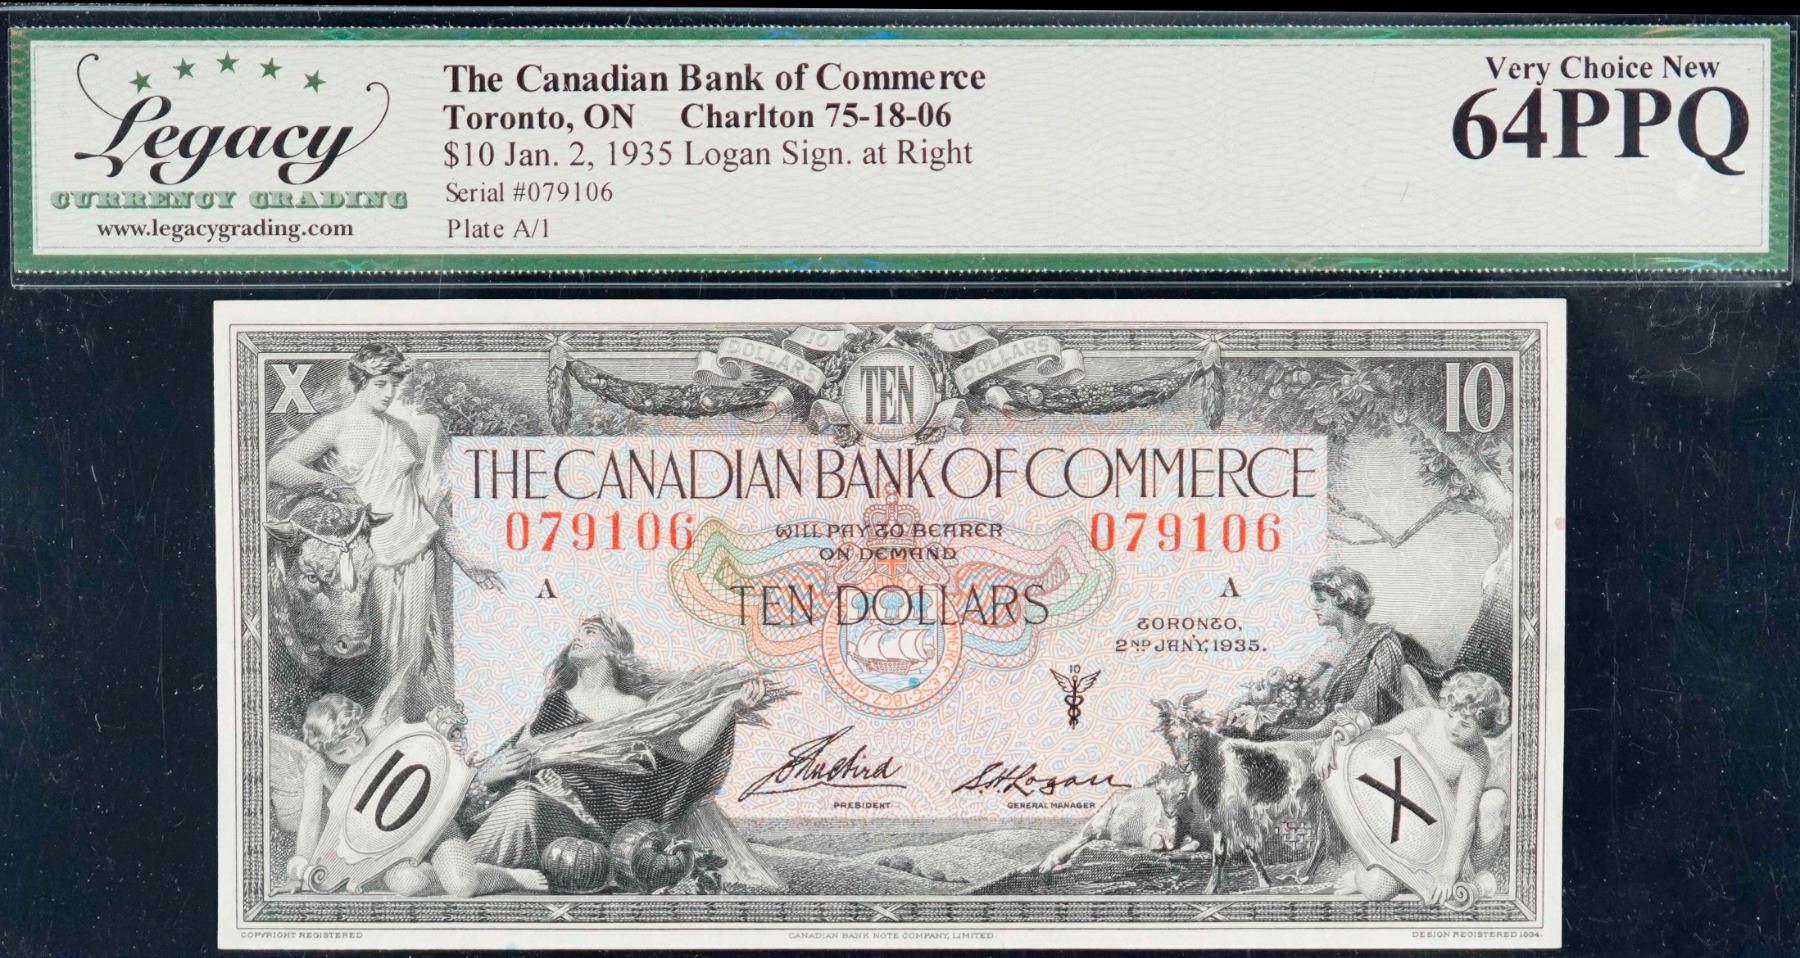 Legacy
CURRENCY GRADING
www.legacygrading.com
The Canadian Bank of Commerce
Toronto, ON Charlton 75-18-06
$10 Jan. 2, 1935 Logan Sign. at Right
Serial #079106
Plate A/1
Very Choice New
64PPQ
X
10 DOLLARS
TEN
10 DOLLARS
10
THE CANADIAN BANK OF COMMERCE
079106 079106
WILL PAY TO BEARER
ON DEMAND
A A
TEN DOLLARS
TORONTO,
2ND JAN'Y, 1935.
10
10
X
S.H. Logan
PRESIDENT
GENERAL MANAGER
COPYRIGHT REGISTERED
CANADIAN BANK NOTE COMPANY, LIMITED.
DESIGN REGISTERED 1934.